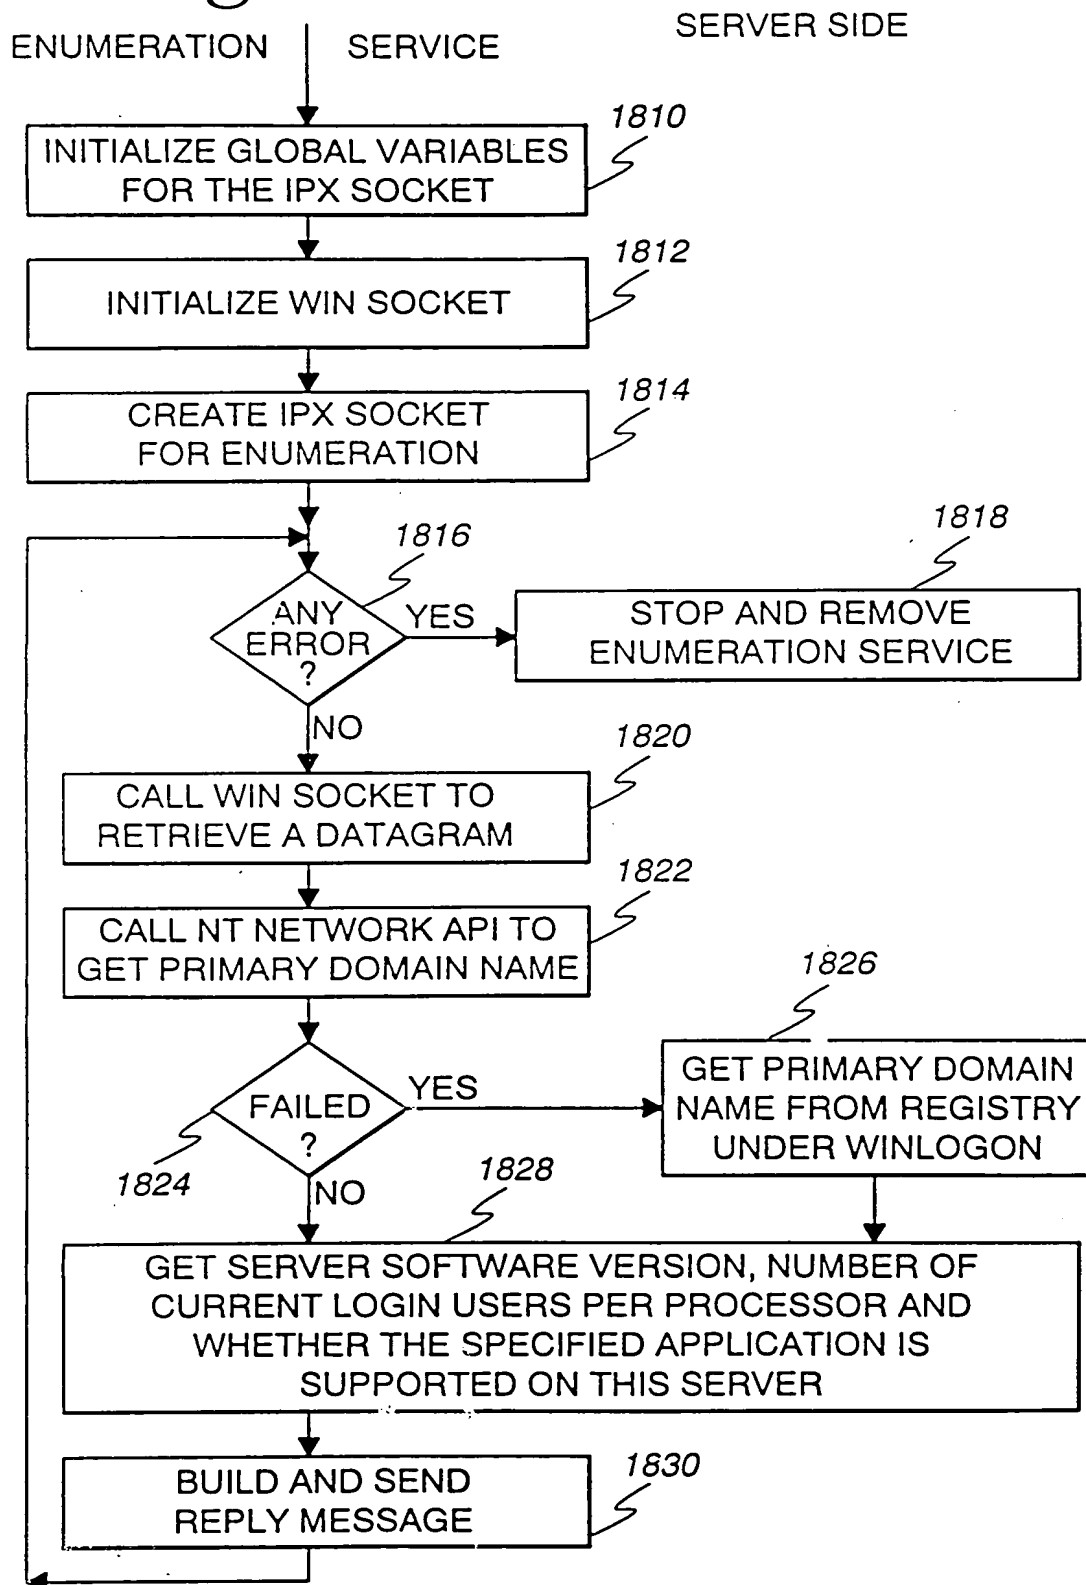 SERVER SIDE
ENUMERATION SERVICE
1810
INITIALIZE GLOBAL VARIABLES
FOR THE IPX SOCKET
1812
INITIALIZE WIN SOCKET
1814
CREATE IPX SOCKET
FOR ENUMERATION
1816
1818
ANY
ERROR
?
YES
STOP AND REMOVE
ENUMERATION SERVICE
NO
1820
CALL WIN SOCKET TO
RETRIEVE A DATAGRAM
1822
CALL NT NETWORK API TO
GET PRIMARY DOMAIN NAME
1826
FAILED
?
YES
GET PRIMARY DOMAIN
NAME FROM REGISTRY
UNDER WINLOGON
1824
NO
1828
GET SERVER SOFTWARE VERSION, NUMBER OF
CURRENT LOGIN USERS PER PROCESSOR AND
WHETHER THE SPECIFIED APPLICATION IS
SUPPORTED ON THIS SERVER
1830
BUILD AND SEND
REPLY MESSAGE